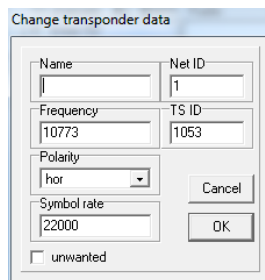 Change transponder data
Name Net ID
1
Frequency TS ID
10773 1053
Polarity
hor
Cancel
Symbol rate
22000 OK
unwanted